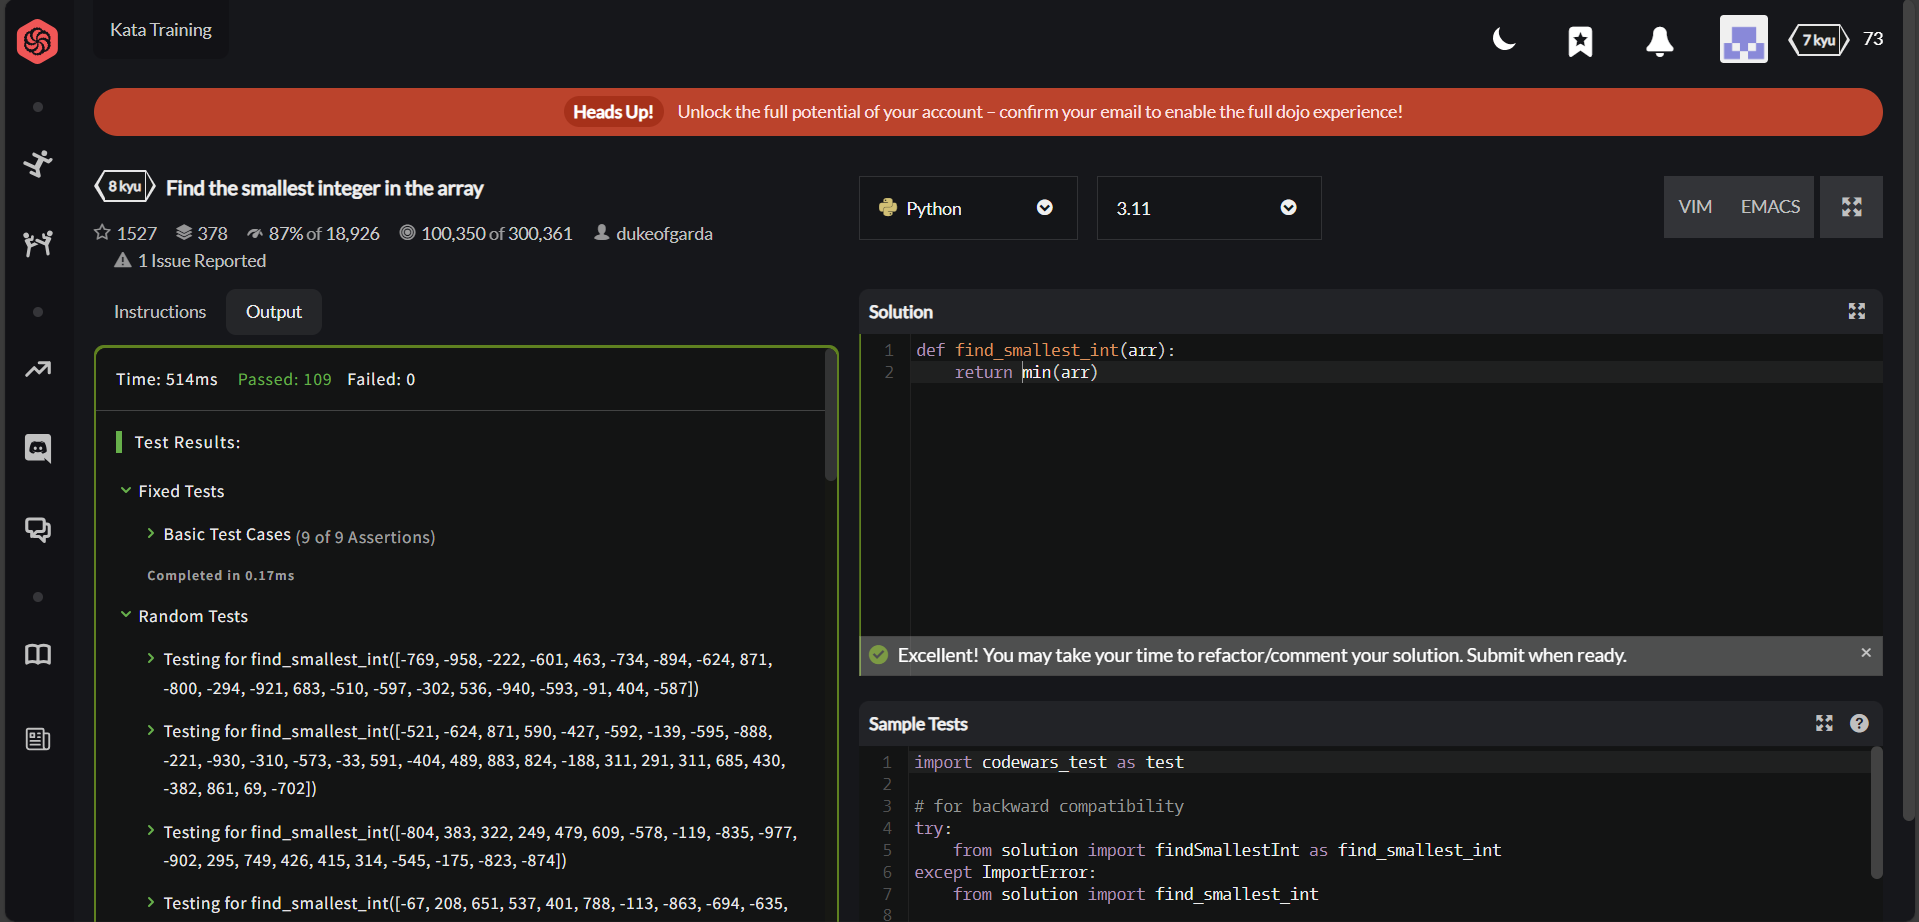 Kata Training
7 kyu 73
Heads Up! Unlock the full potential of your account – confirm your email to enable the full dojo experience!
8 kyu Find the smallest integer in the array
1527 378 87% of 18,926 100,350 of 300,361 dukeofgarda
1 Issue Reported
Python 3.11 VIM EMACS
Instructions Output
Time: 514ms Passed: 109 Failed: 0
Test Results:
Fixed Tests
Basic Test Cases (9 of 9 Assertions)
Completed in 0.17ms
Random Tests
Testing for find_smallest_int([-769, -958, -222, -601, 463, -734, -894, -624, 871,
-800, -294, -921, 683, -510, -597, -302, 536, -940, -593, -91, 404, -587])
Testing for find_smallest_int([-521, -624, 871, 590, -427, -592, -139, -595, -888,
-221, -930, -310, -573, -33, 591, -404, 489, 883, 824, -188, 311, 291, 311, 685, 430,
-382, 861, 69, -702])
Testing for find_smallest_int([-804, 383, 322, 249, 479, 609, -578, -119, -835, -977,
-902, 295, 749, 426, 415, 314, -545, -175, -823, -874])
Testing for find_smallest_int([-67, 208, 651, 537, 401, 788, -113, -863, -694, -635,
Solution
1 def find_smallest_int(arr):
2     return min(arr)
Excellent! You may take your time to refactor/comment your solution. Submit when ready.
Sample Tests
1 import codewars_test as test
2
3 # for backward compatibility
4 try:
5     from solution import findSmallestInt as find_smallest_int
6 except ImportError:
7     from solution import find_smallest_int
8